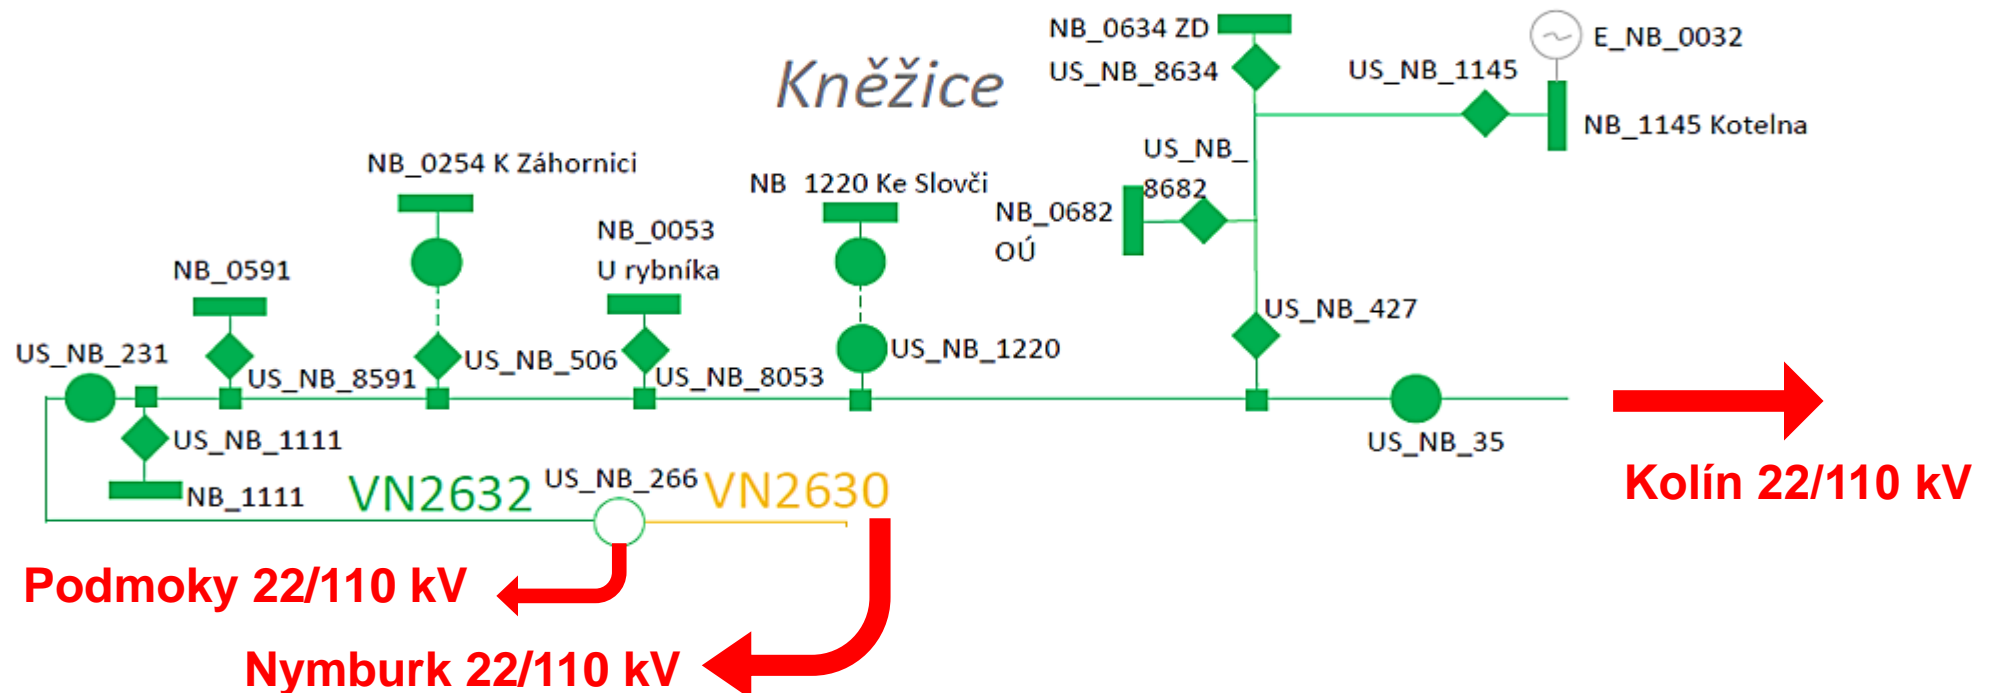 NB_0634 ZD
US_NB_8634
E_NB_0032
US_NB_1145
NB_1145 Kotelna
Kněžice
US_NB_
8682
NB_0682
OÚ
NB_0254 K Záhornici
NB 1220 Ke Slovči
NB_0053
U rybníka
NB_0591
US_NB_427
US_NB_231
US_NB_8591
US_NB_506
US_NB_8053
US_NB_1220
US_NB_1111
NB_1111
US_NB_35
VN2632
US_NB_266
VN2630
Kolín 22/110 kV
Podmoky 22/110 kV
Nymburk 22/110 kV